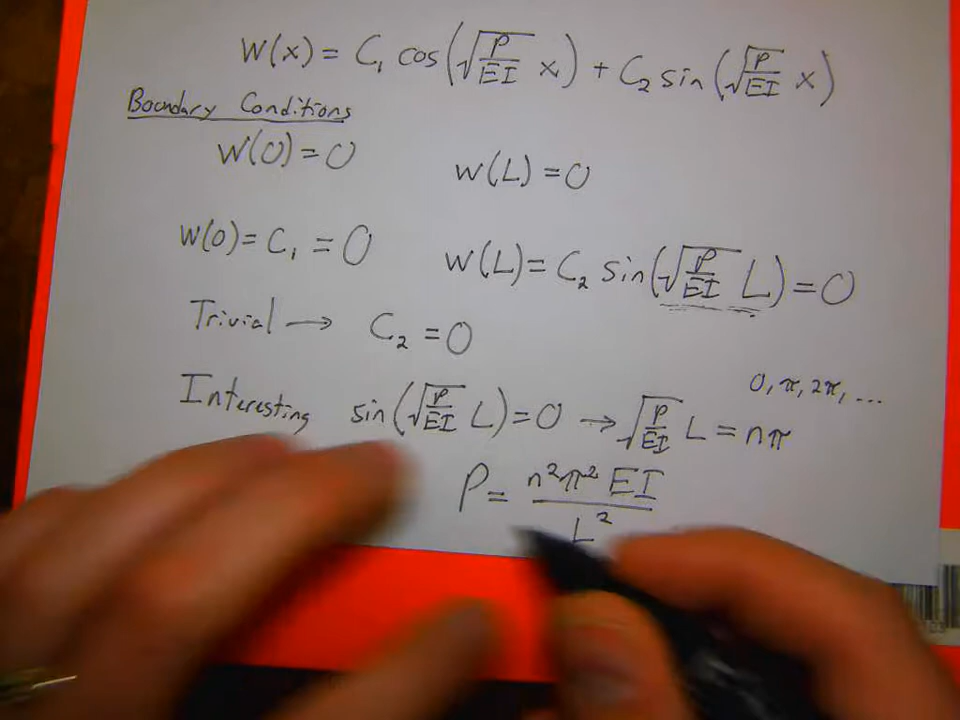 W(x) = C₁ cos(√(P/EI) x) + C₂ sin(√(P/EI) x)
Boundary Conditions
W(0) = 0 w(L) = 0
w(0) = C₁ = 0 w(L) = C₂ sin(√(P/EI) L) = 0
Trivial → C₂ = 0
0, π, 2π, ...
Interesting sin(√(P/EI) L) = 0 → √(P/EI) L = nπ
P = n²π² EI / L²